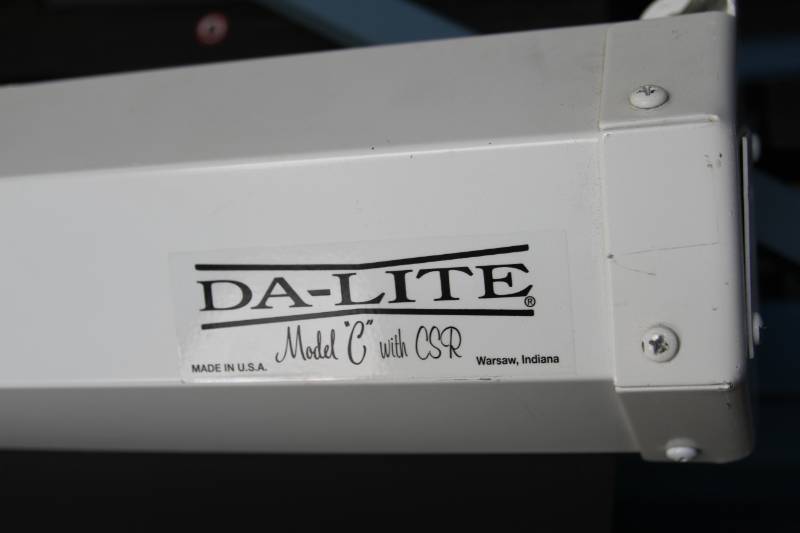 DA-LITE®
Model "C" with CSR
MADE IN U.S.A. Warsaw, Indiana